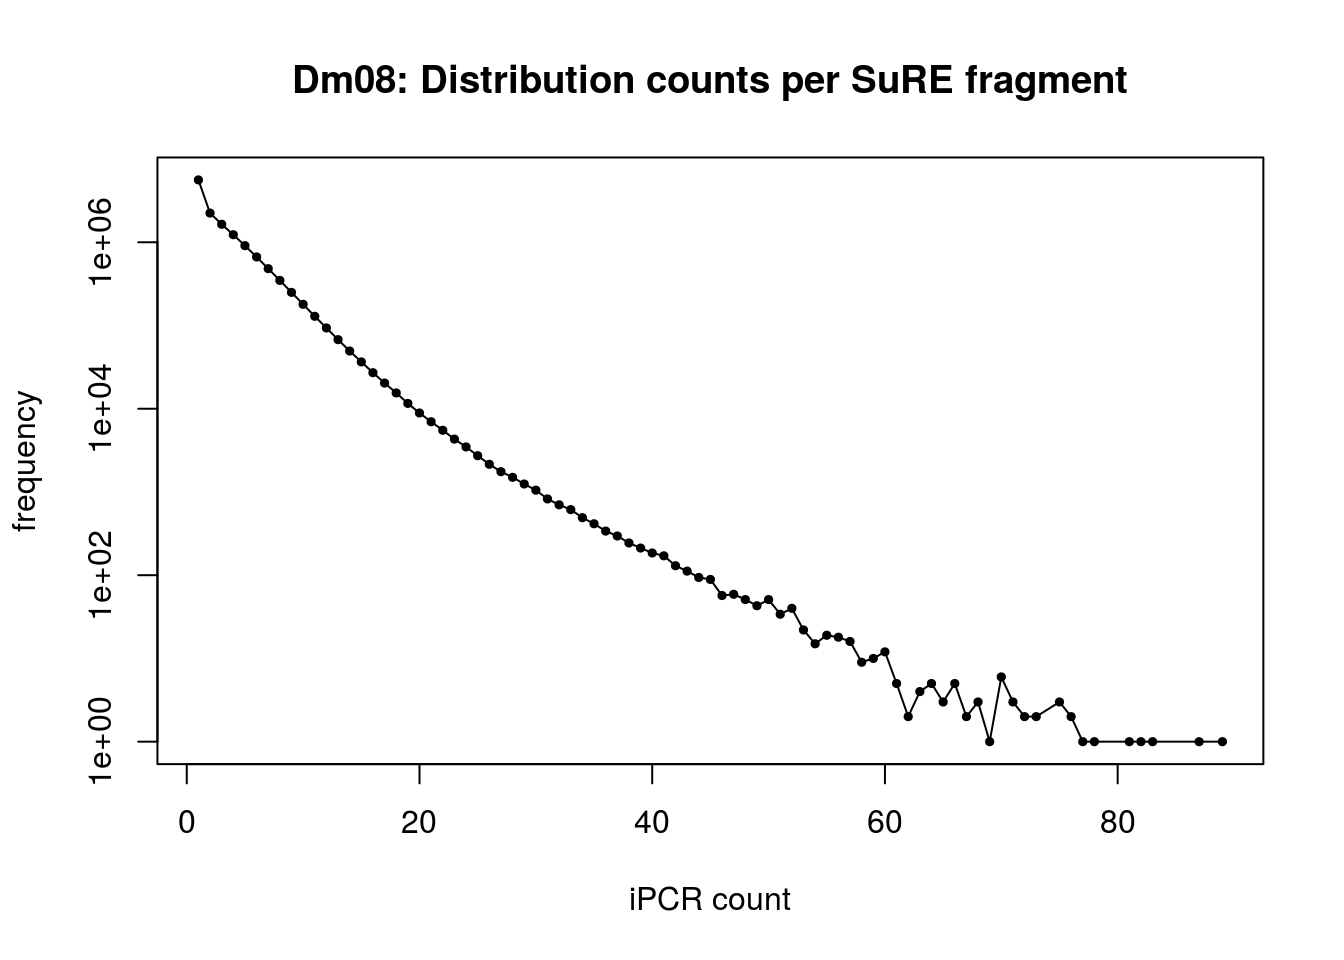 Dm08: Distribution counts per SuRE fragment
frequency
1e+06
1e+04
1e+02
1e+00
0 20 40 60 80
iPCR count